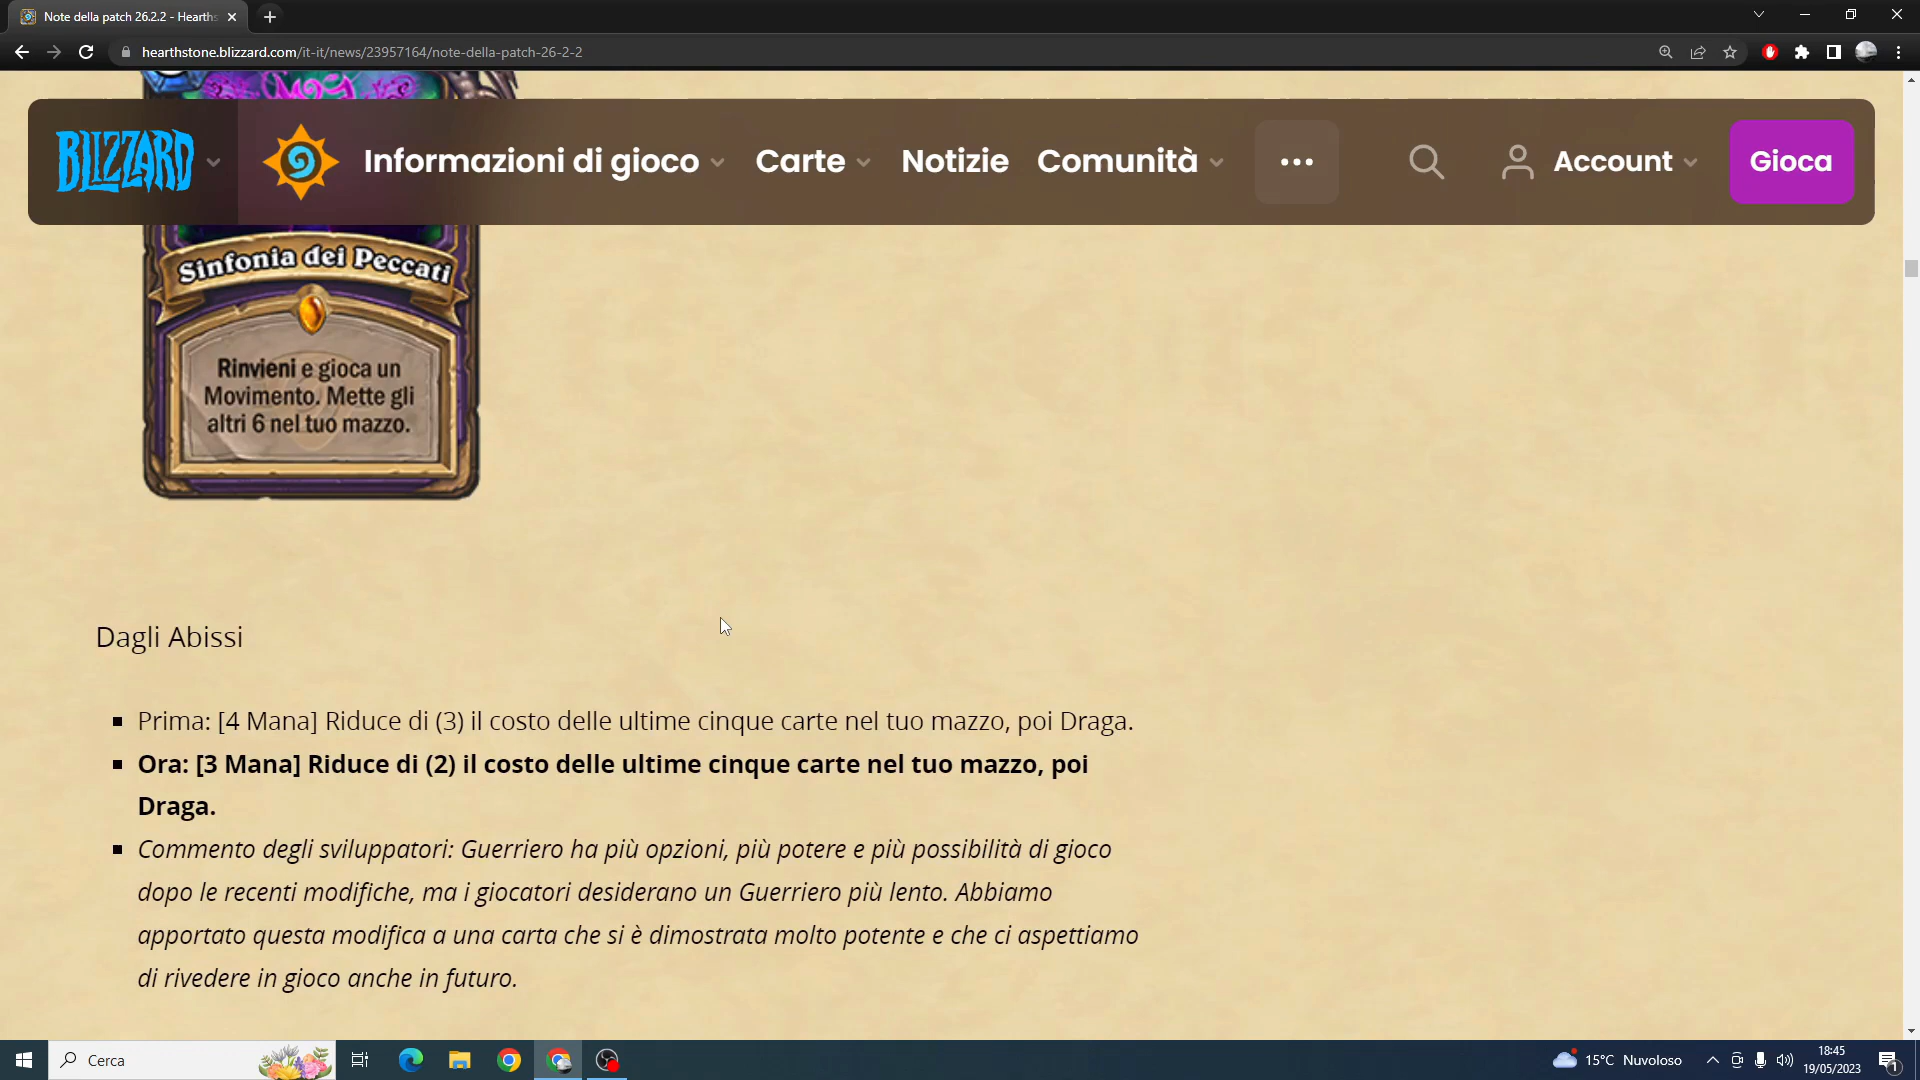 Note della patch 26.2.2 - Hearths
hearthstone.blizzard.com/it-it/news/23957164/note-della-patch-26-2-2
BLIZZARD
Informazioni di gioco
Carte
Notizie
Comunità
Account
Gioca
Sinfonia dei Peccati
Rinvieni e gioca un
Movimento. Mette gli
altri 6 nel tuo mazzo.
Dagli Abissi
Prima: [4 Mana] Riduce di (3) il costo delle ultime cinque carte nel tuo mazzo, poi Draga.
Ora: [3 Mana] Riduce di (2) il costo delle ultime cinque carte nel tuo mazzo, poi
Draga.
Commento degli sviluppatori: Guerriero ha più opzioni, più potere e più possibilità di gioco
dopo le recenti modifiche, ma i giocatori desiderano un Guerriero più lento. Abbiamo
apportato questa modifica a una carta che si è dimostrata molto potente e che ci aspettiamo
di rivedere in gioco anche in futuro.
Cerca
15°C Nuvoloso
18:45
19/05/2023
1